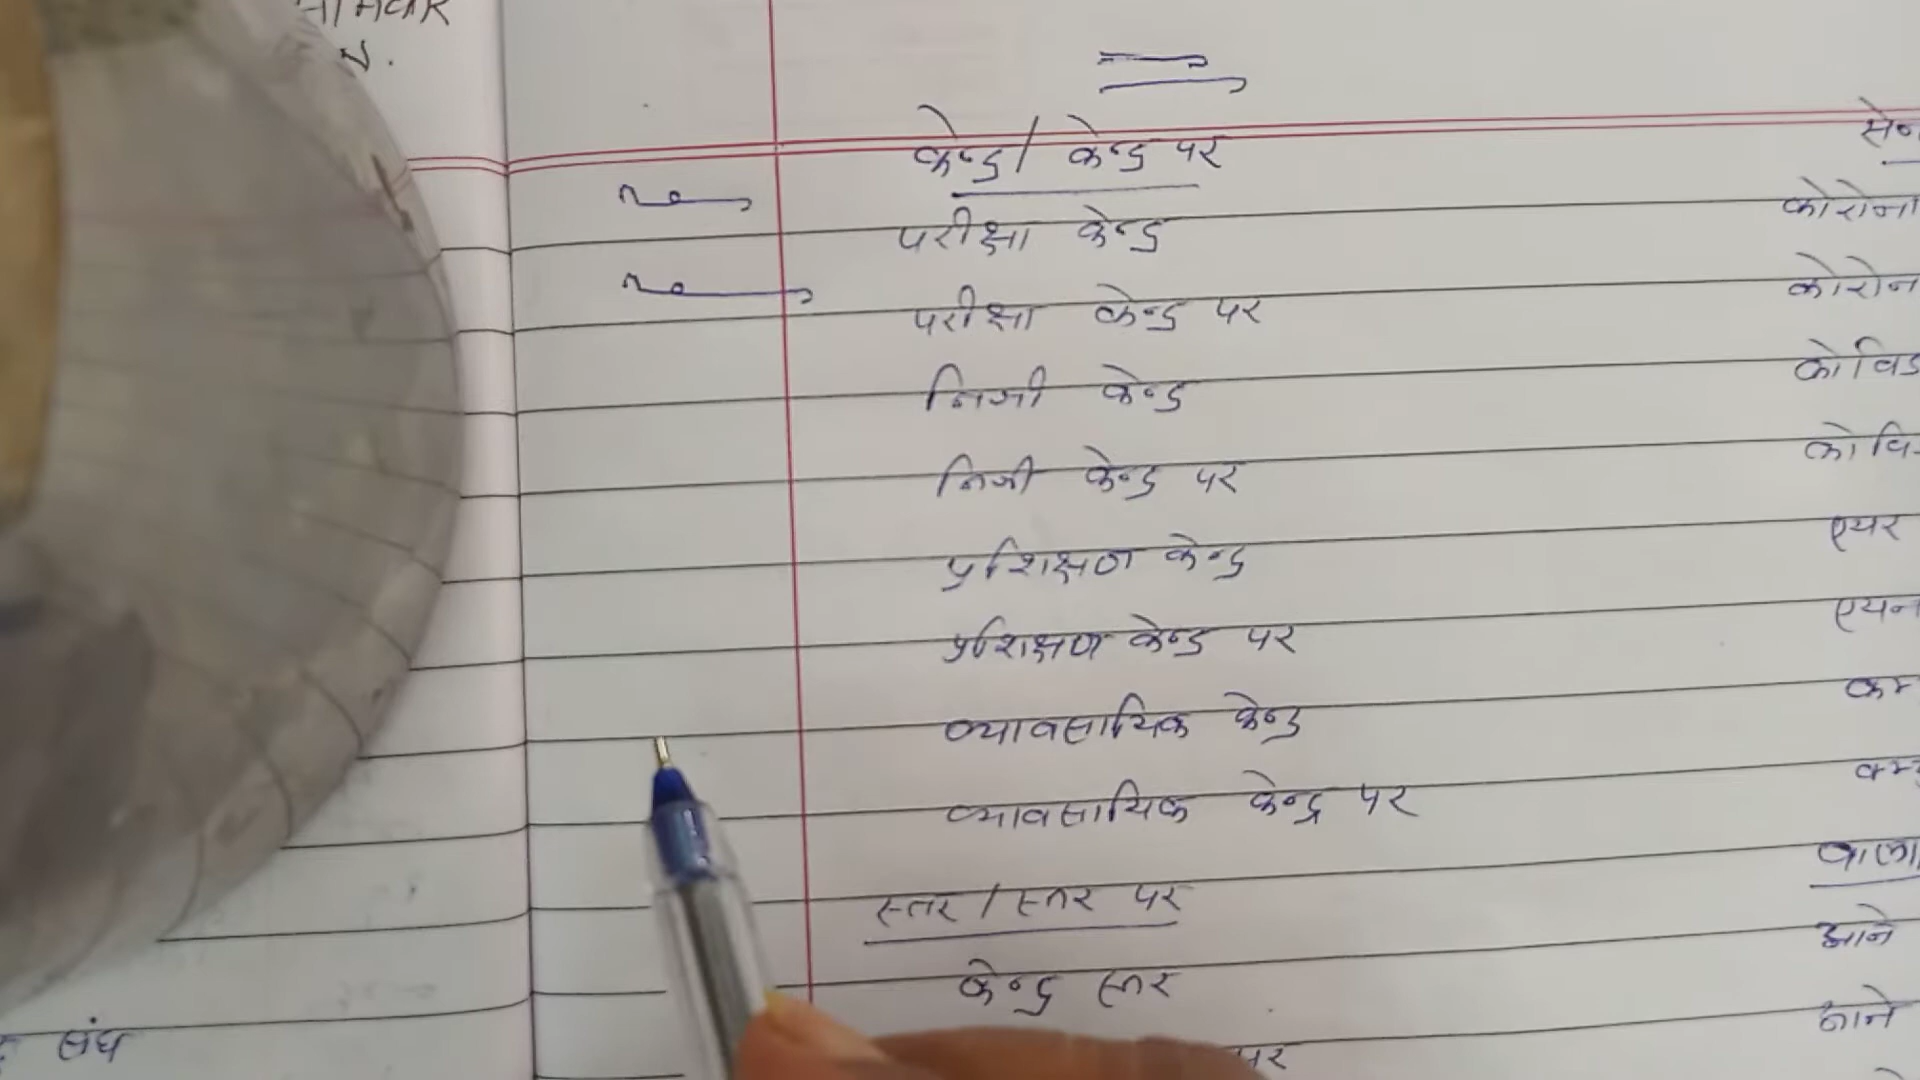 केन्द्र / केन्द्र पर
परीक्षा केन्द्र
परीक्षा केन्द्र पर
निजी केन्द्र
निजी केन्द्र पर
प्रशिक्षण केन्द्र
प्रशिक्षण केन्द्र पर
व्यावसायिक केन्द्र
व्यावसायिक केन्द्र पर
स्तर / स्तर पर
केन्द्र स्तर
पर
कोरोना
एयर
आने
जाने
संघ